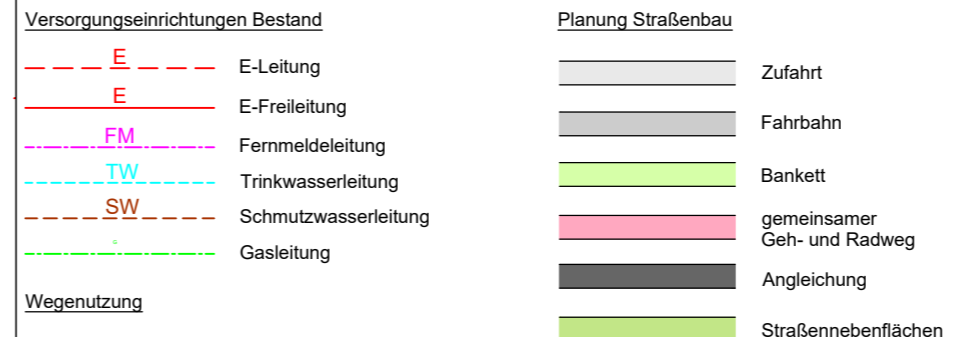 Versorgungseinrichtungen Bestand
E
E-Leitung
E
E-Freileitung
FM
Fernmeldeleitung
TW
Trinkwasserleitung
SW
Schmutzwasserleitung
Gasleitung
Wegenutzung
Planung Straßenbau
Zufahrt
Fahrbahn
Bankett
gemeinsamer
Geh- und Radweg
Angleichung
Straßennebenflächen